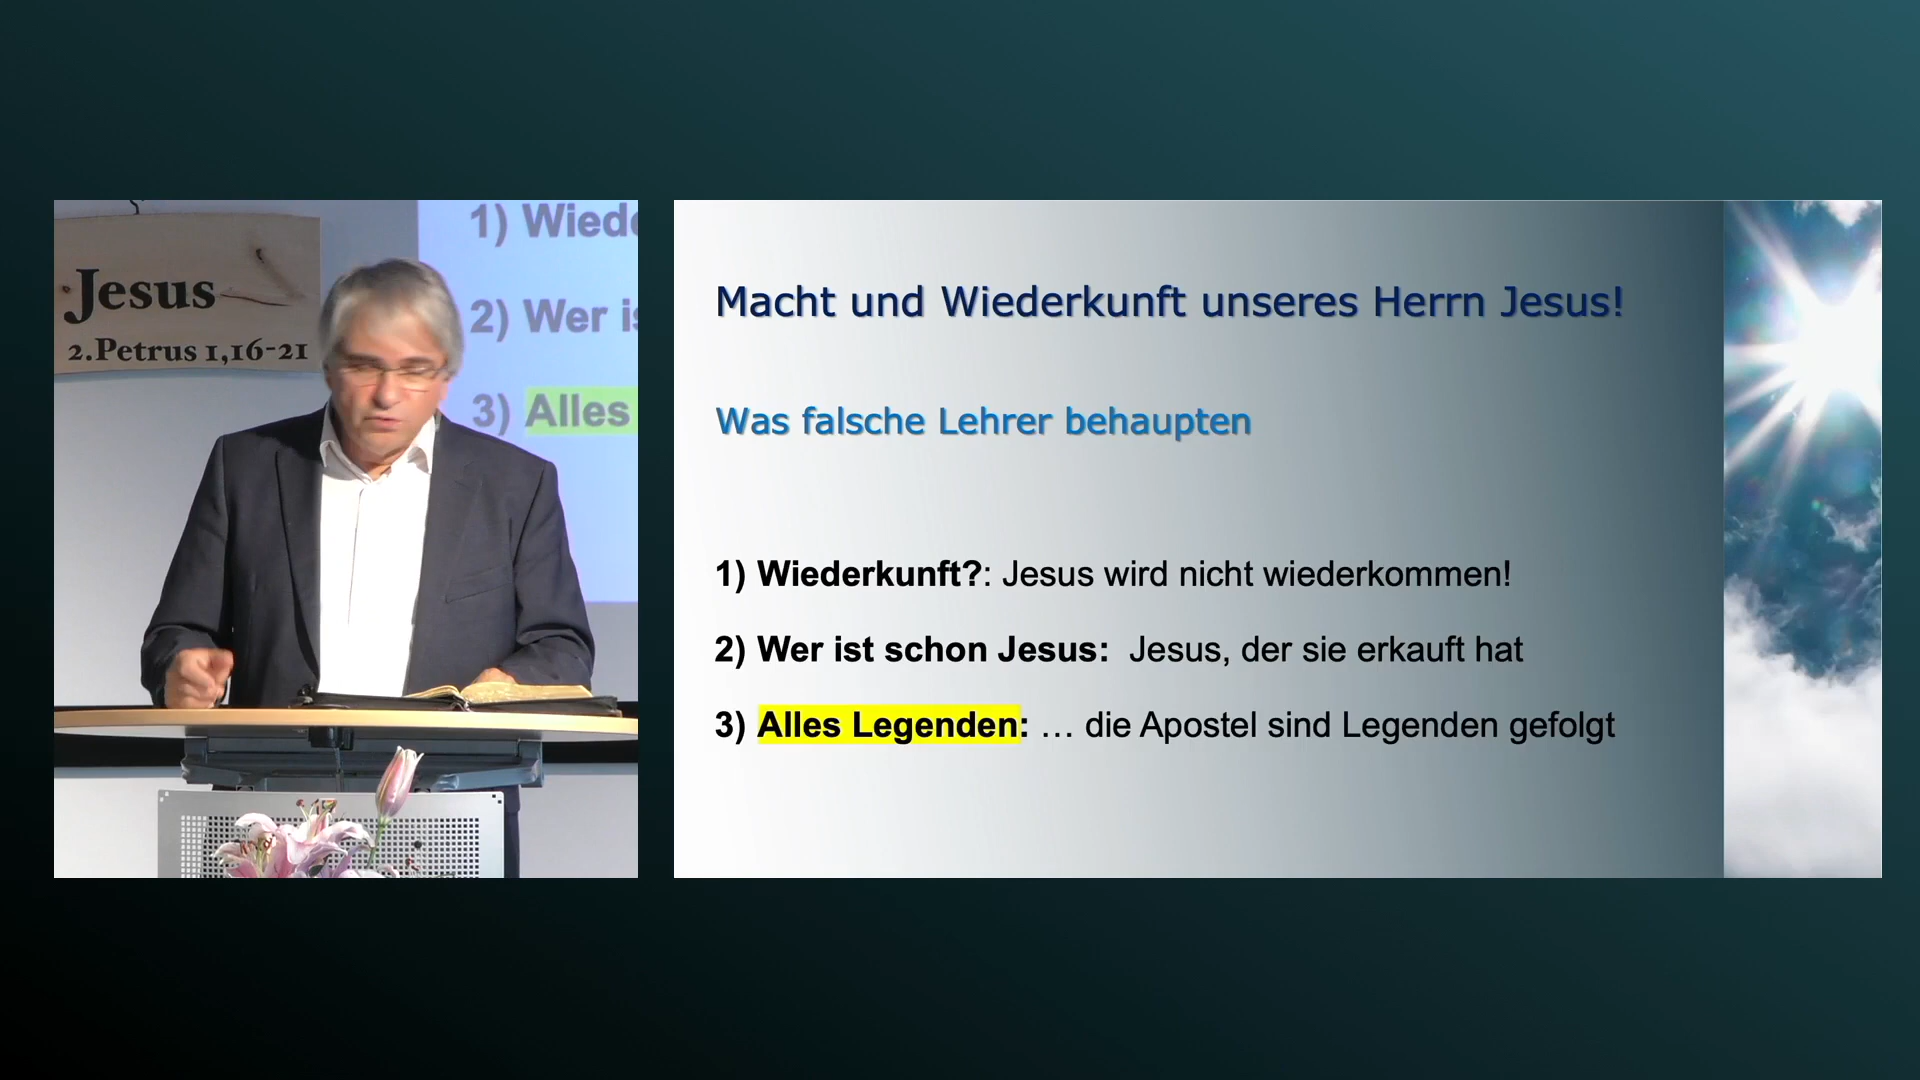 Jesus
2.Petrus 1,16-21
1) Wied
2) Wer
3) Alles
Macht und Wiederkunft unseres Herrn Jesus!
Was falsche Lehrer behaupten
1) Wiederkunft?: Jesus wird nicht wiederkommen!
2) Wer ist schon Jesus: Jesus, der sie erkauft hat
3) Alles Legenden: … die Apostel sind Legenden gefolgt